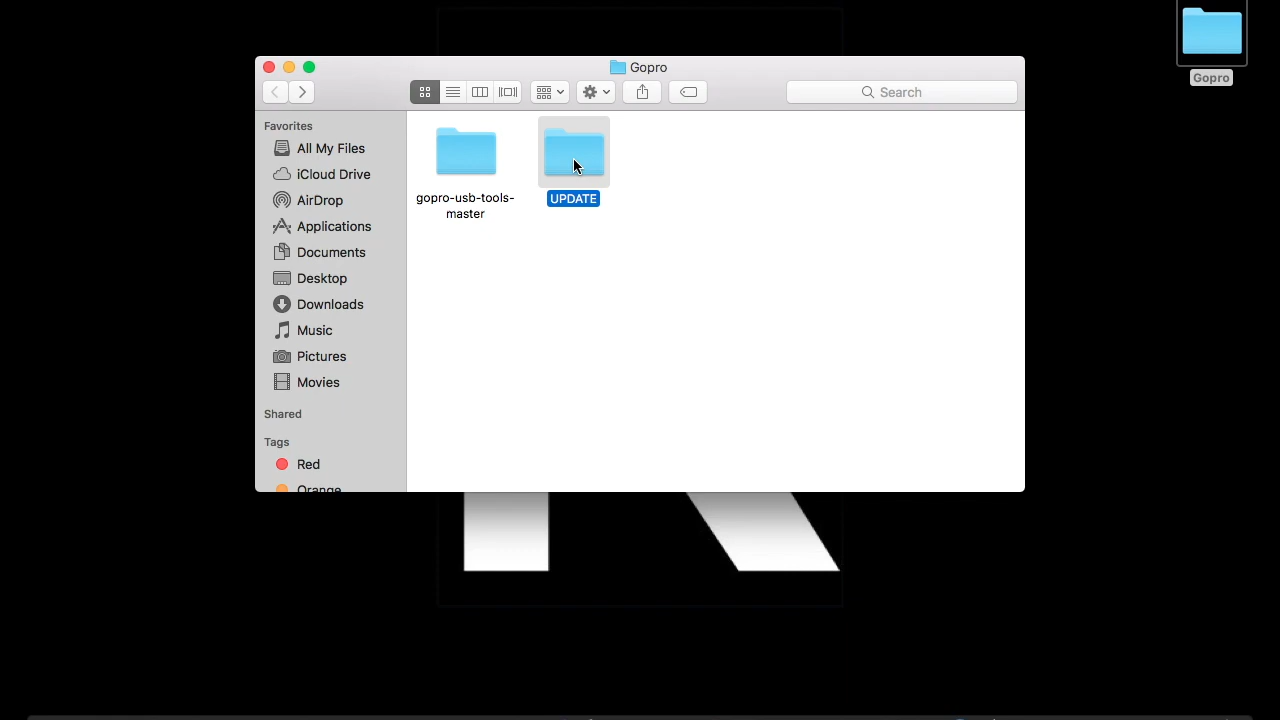 Gopro
Gopro
Search
Favorites
All My Files
iCloud Drive
AirDrop
Applications
Documents
Desktop
Downloads
Music
Pictures
Movies
Shared
Tags
Red
Orange
gopro-usb-tools-
master
UPDATE